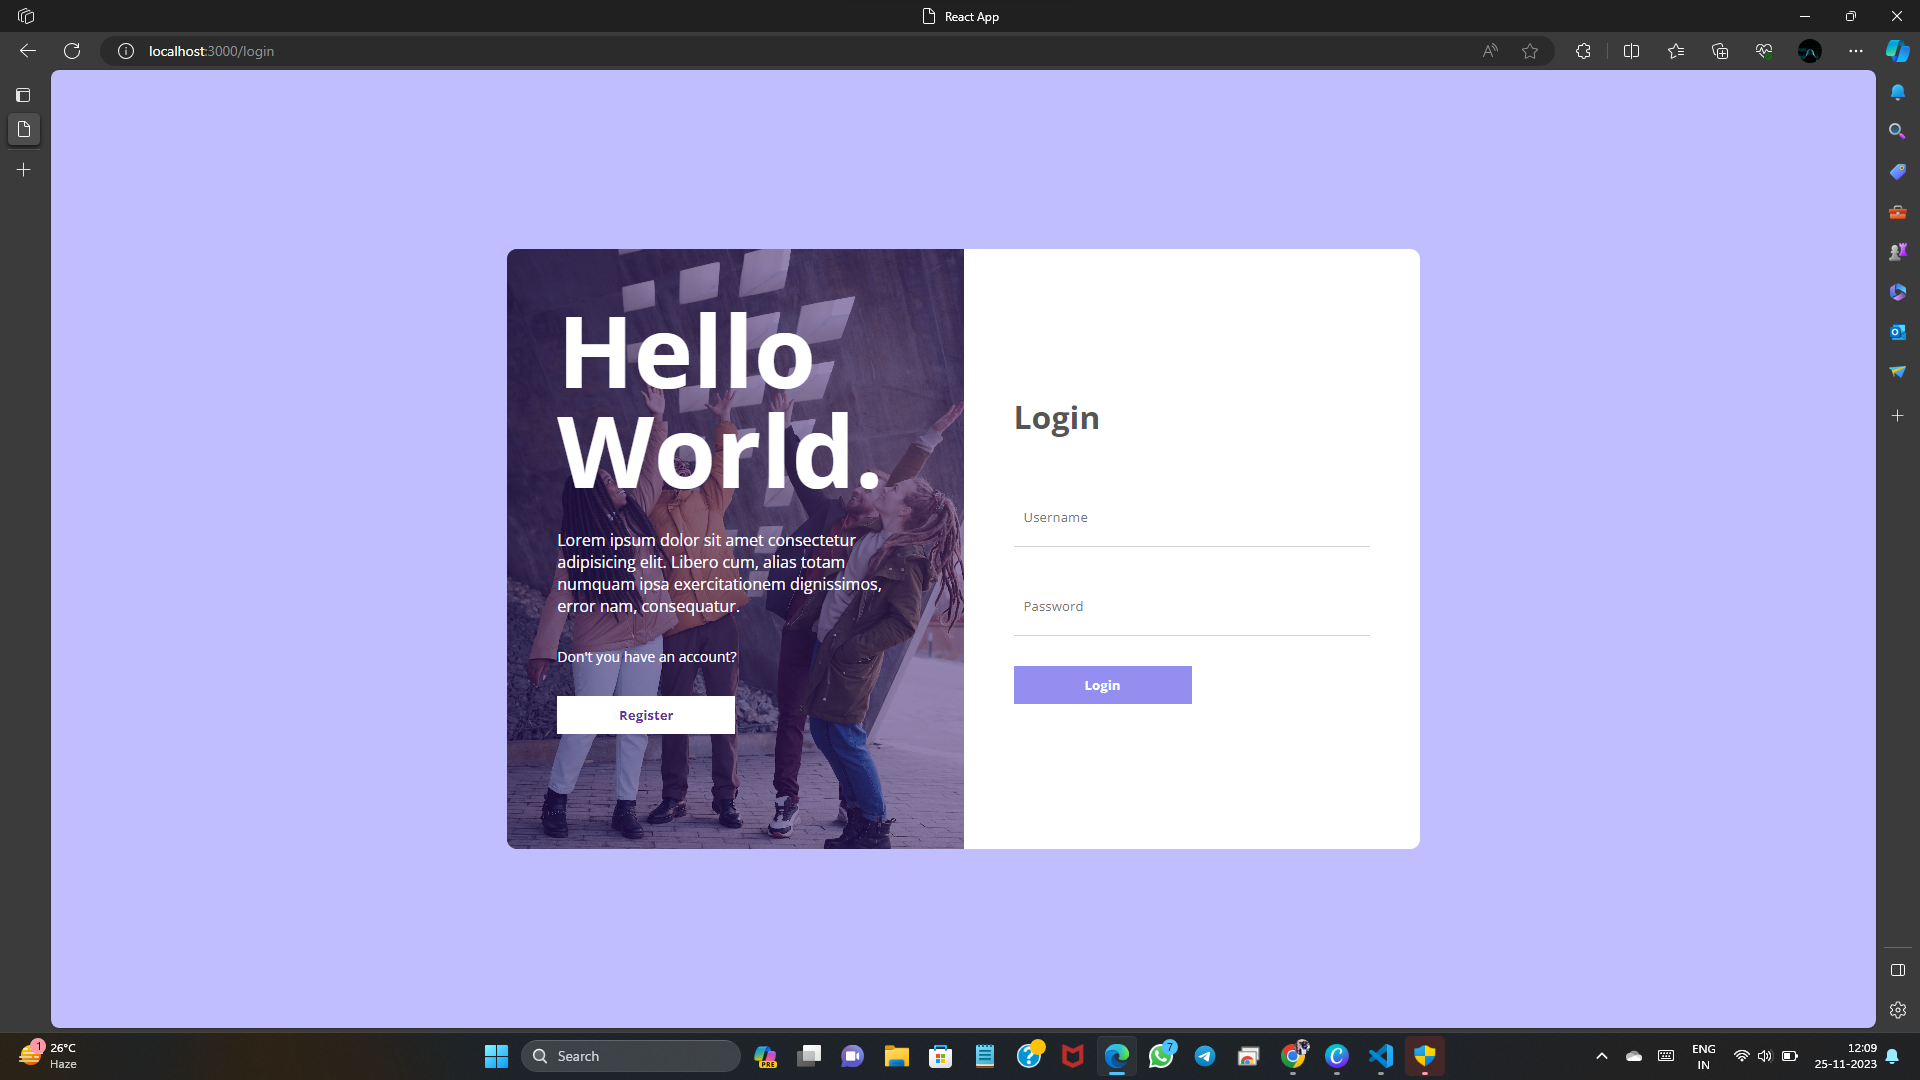 React App
localhost:3000/login
Hello
World.
Lorem ipsum dolor sit amet consectetur
adipisicing elit. Libero cum, alias totam
numquam ipsa exercitationem dignissimos,
error nam, consequatur.
Don't you have an account?
Register
Login
Username
Password
Login
1
26°C
Haze
Search
PRE
7
ENG
IN
12:09
25-11-2023